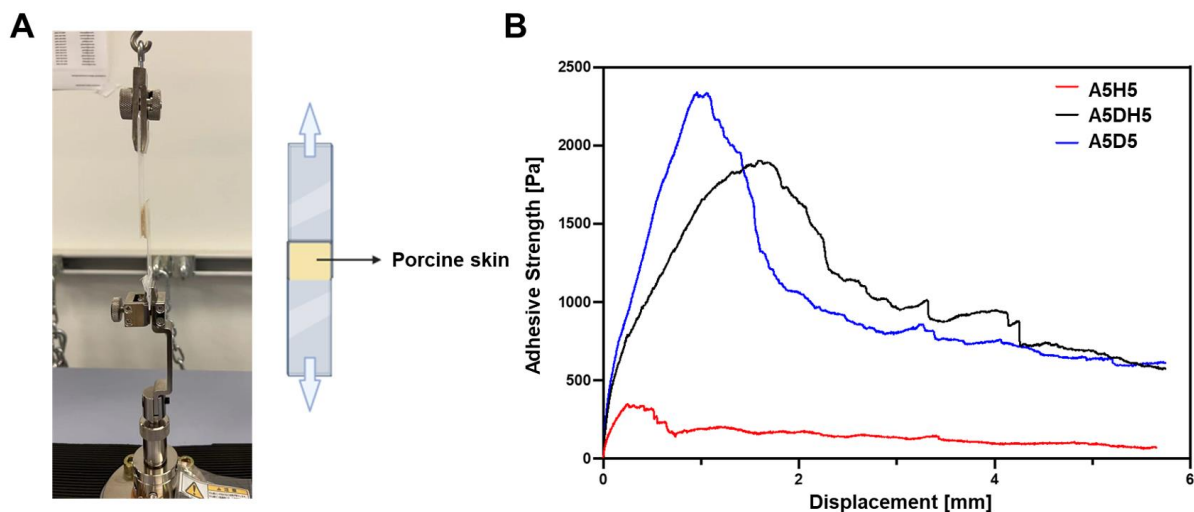 A
Porcine skin
B
Adhesive Strength [Pa]
2500
2000
1500
1000
500
0
0
2
4
6
Displacement [mm]
A5H5
A5DH5
A5D5